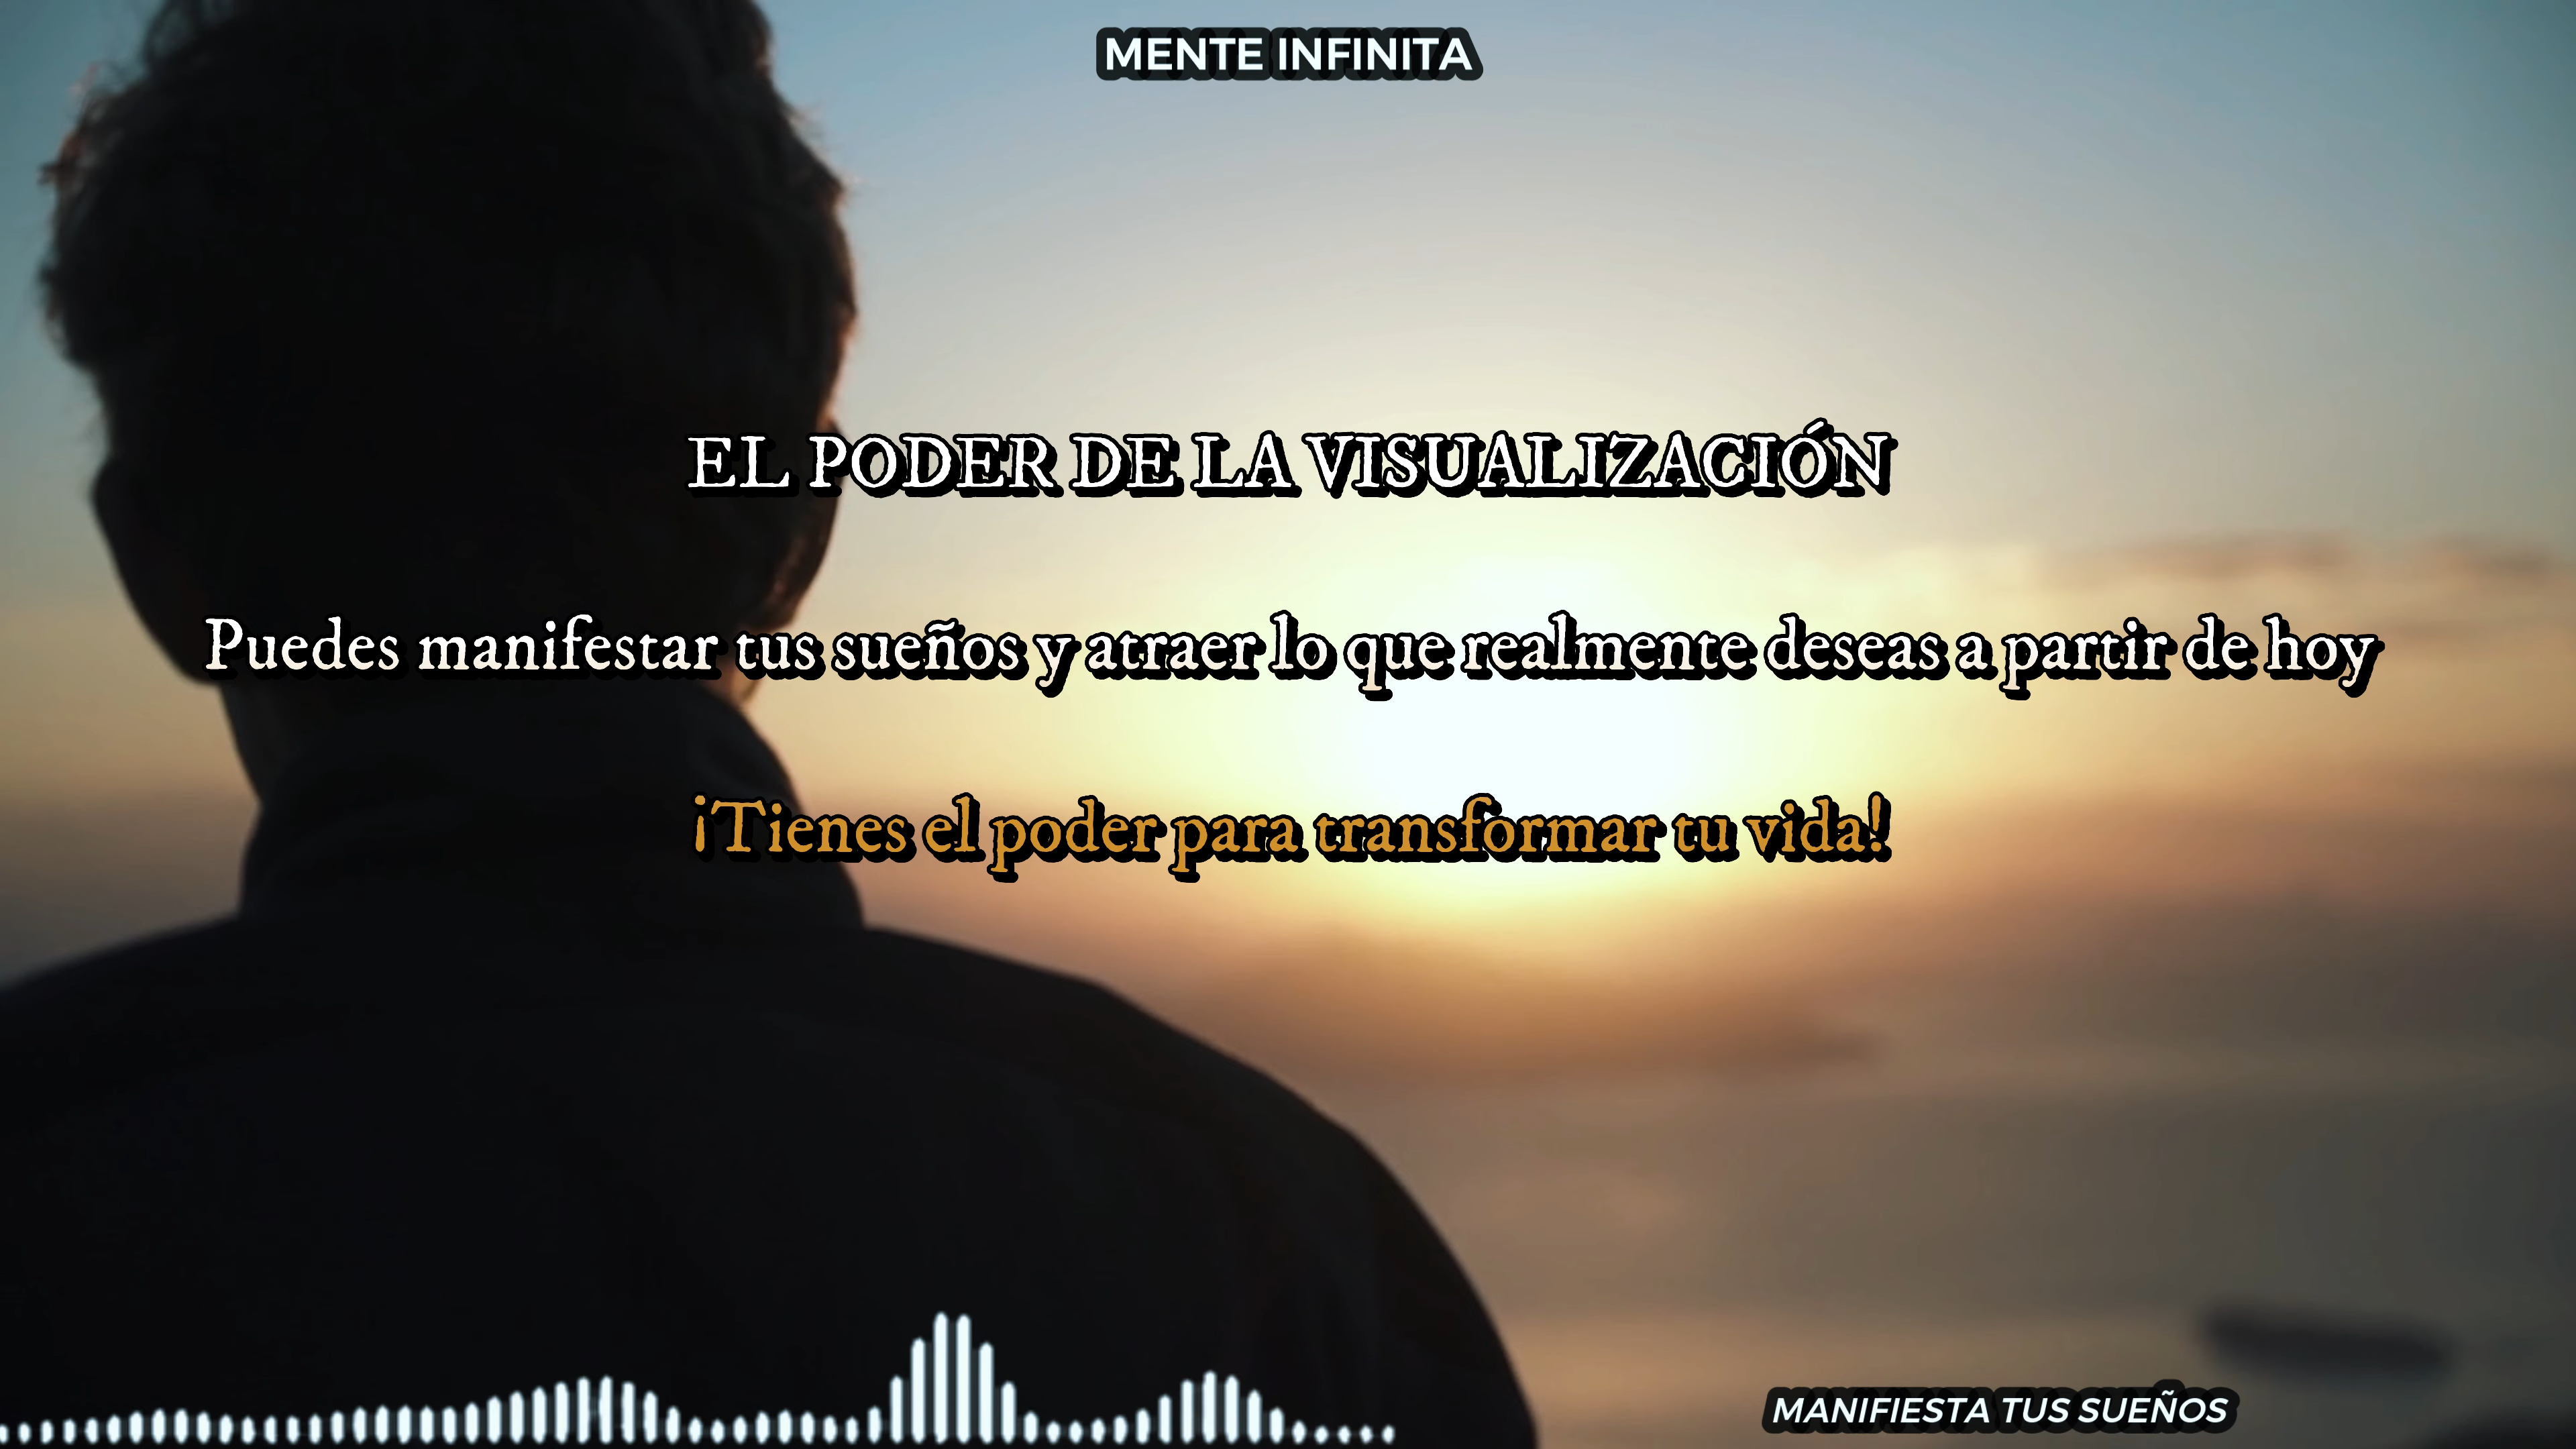 MENTE INFINITA
EL PODER DE LA VISUALIZACIÓN
Puedes manifestar tus sueños y atraer lo que realmente deseas a partir de hoy
¡Tienes el poder para transformar tu vida!
MANIFIESTA TUS SUEÑOS